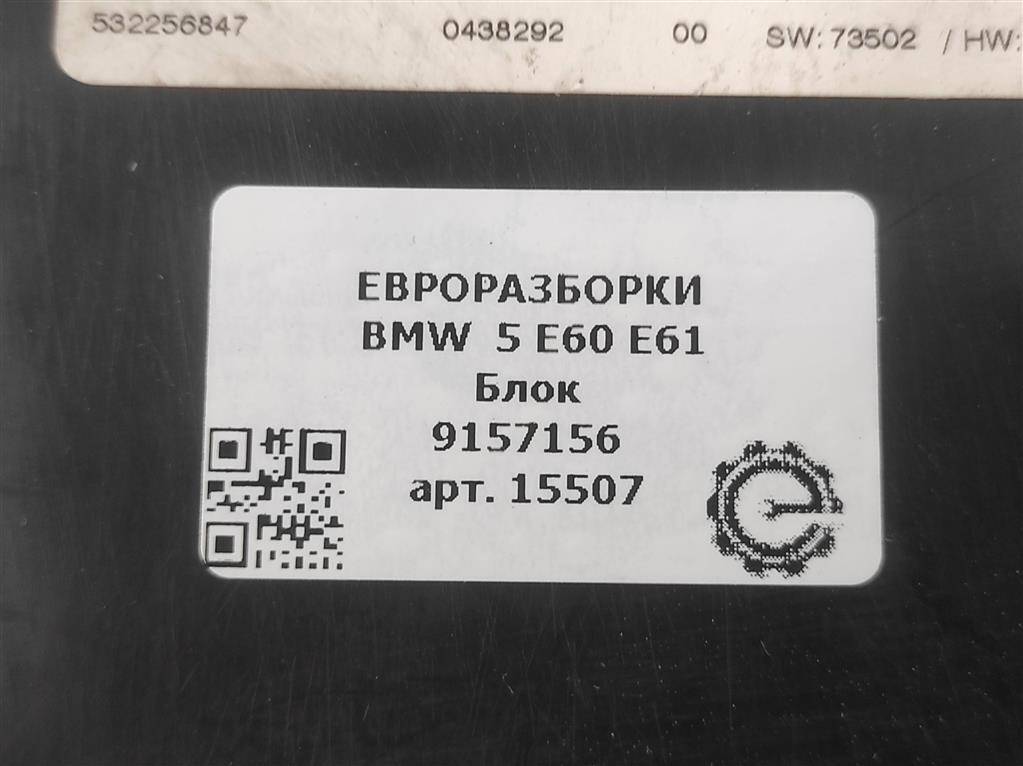 532256847 0438292 00 SW: 73502 / HW:
ЕВРОРАЗБОРКИ
BMW 5 E60 E61
Блок
9157156
арт. 15507